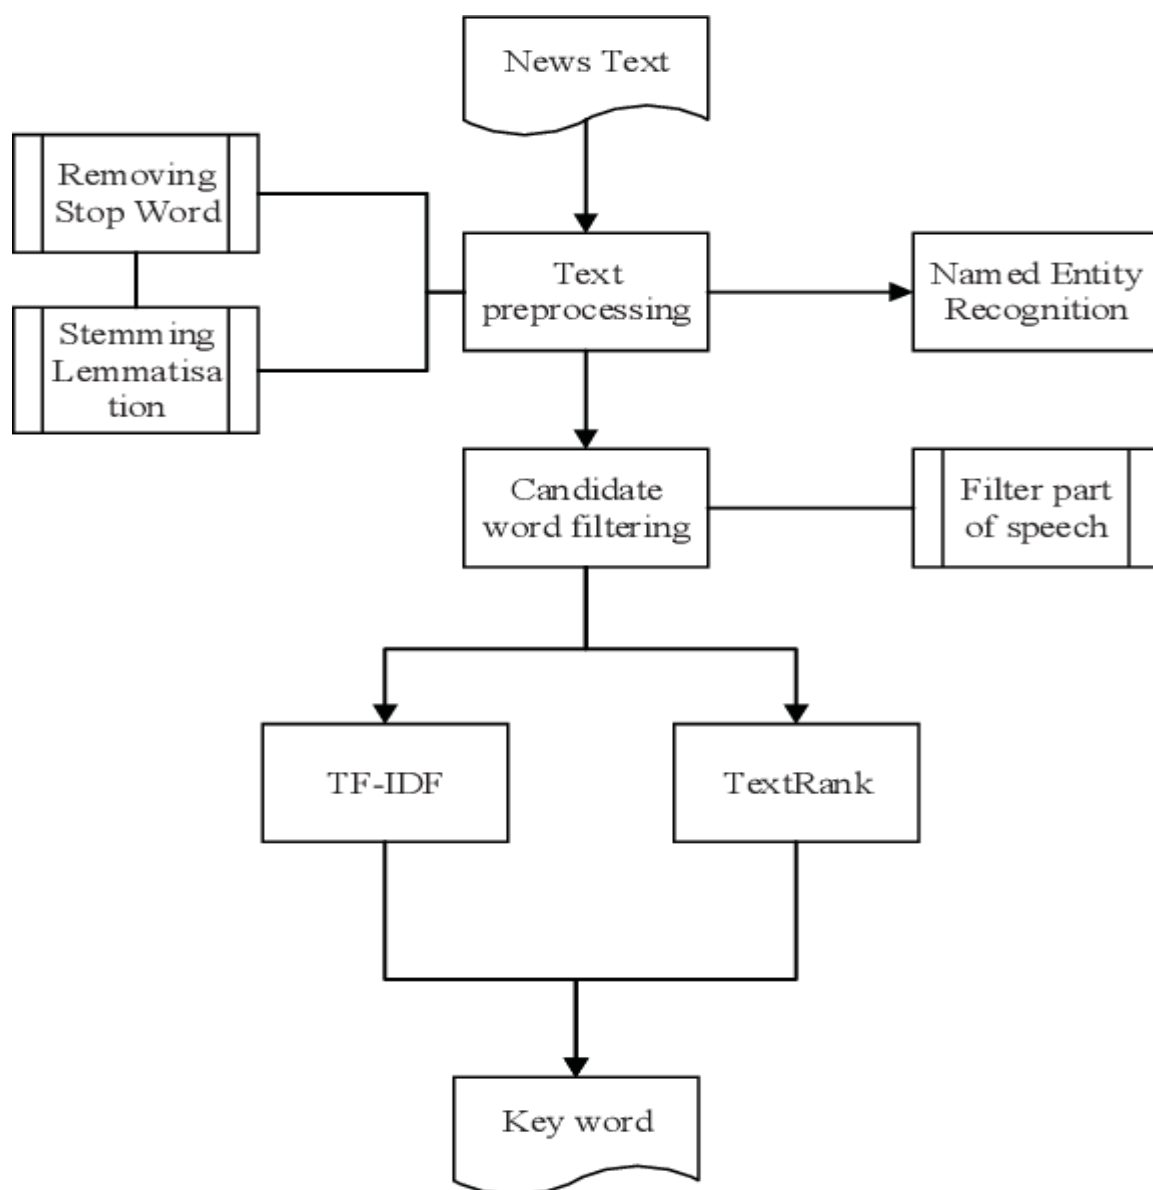 News Text
Removing
Stop Word
Text
preprocessing
Named Entity
Recognition
Stemming
Lemmatisa
tion
Candidate
word filtering
Filter part
of speech
TF-IDF
TextRank
Key word